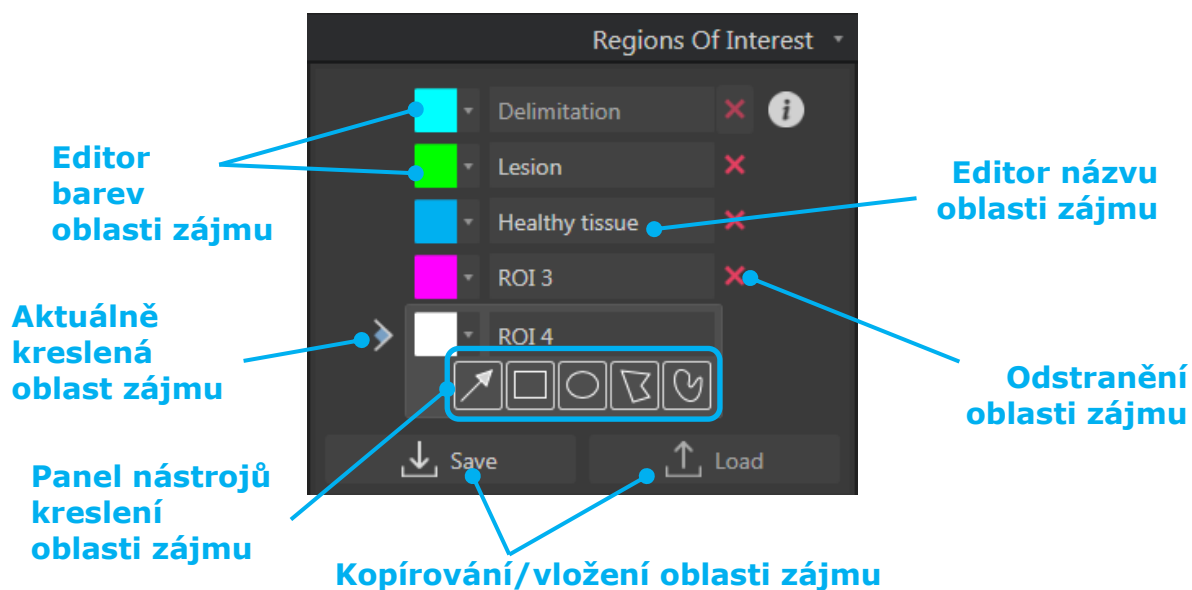 Regions Of Interest
Delimitation
i
Lesion
Healthy tissue
ROI 3
ROI 4
Save
Load
Editor
barev
oblasti zájmu
Editor názvu
oblasti zájmu
Aktuálně
kreslená
oblast zájmu
Odstranění
oblasti zájmu
Panel nástrojů
kreslení
oblasti zájmu
Kopírování/vložení oblasti zájmu